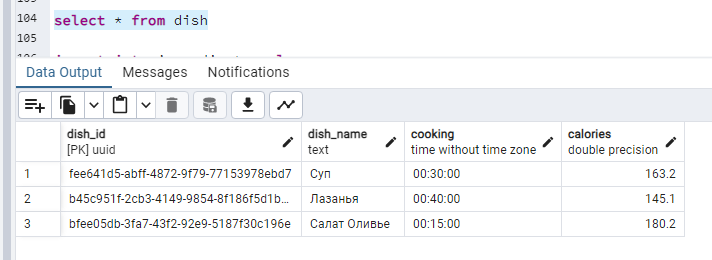 104 select * from dish
105
Data Output Messages Notifications
dish_id dish_name cooking calories
[PK] uuid text time without time zone double precision
1 fee641d5-abff-4872-9f79-77153978ebd7 Суп 00:30:00 163.2
2 b45c951f-2cb3-4149-9854-8f186f5d1b... Лазанья 00:40:00 145.1
3 bfee05db-3fa7-43f2-92e9-5187f30c196e Салат Оливье 00:15:00 180.2